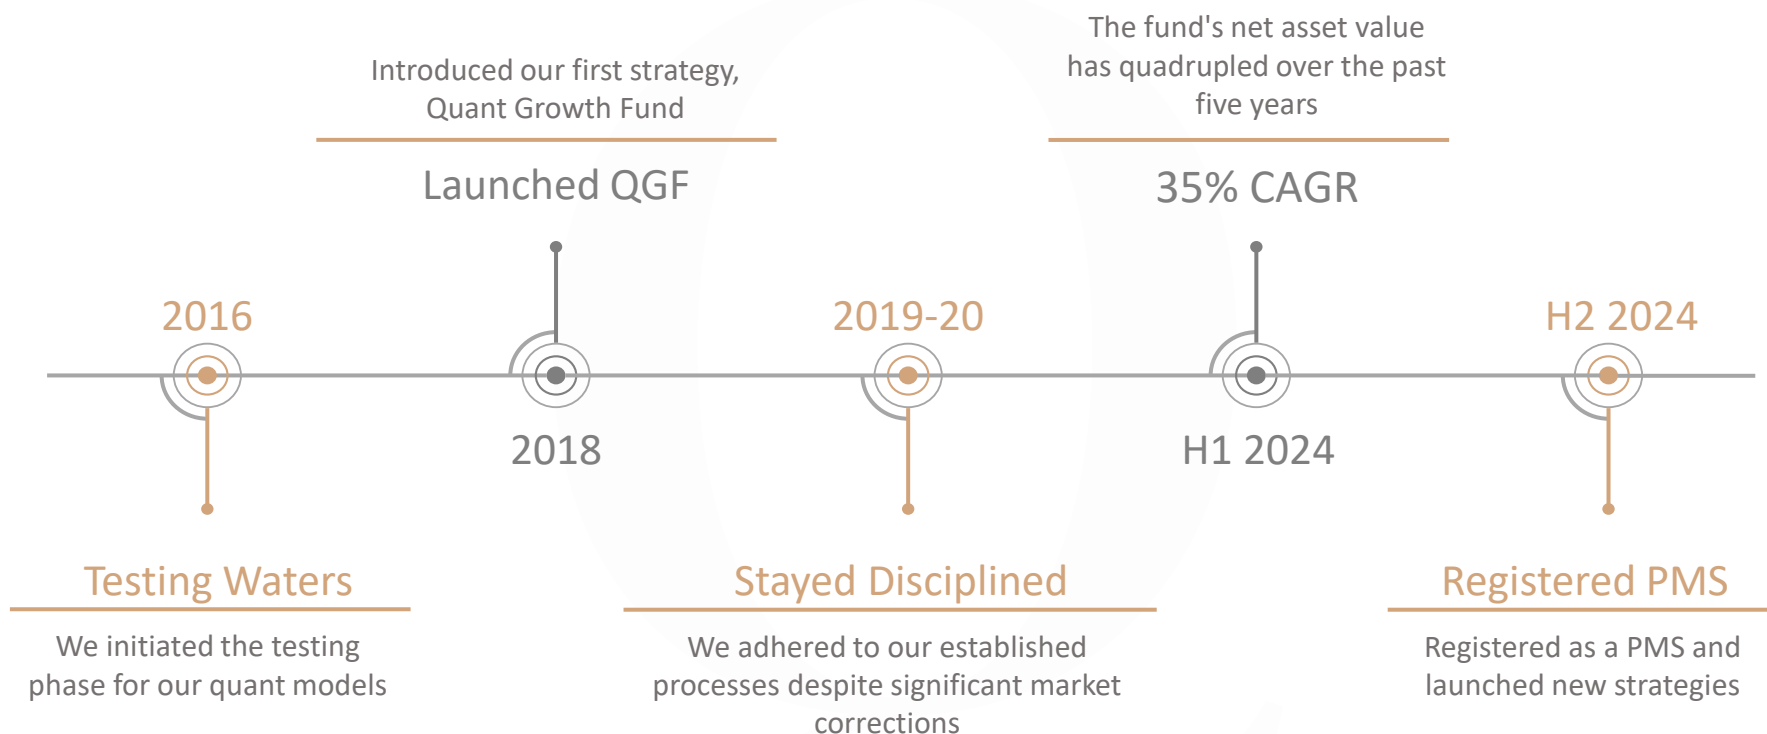 2016
Testing Waters
We initiated the testing
phase for our quant models
Introduced our first strategy,
Quant Growth Fund
Launched QGF
2018
2019-20
Stayed Disciplined
We adhered to our established
processes despite significant market
corrections
The fund's net asset value
has quadrupled over the past
five years
35% CAGR
H1 2024
H2 2024
Registered PMS
Registered as a PMS and
launched new strategies